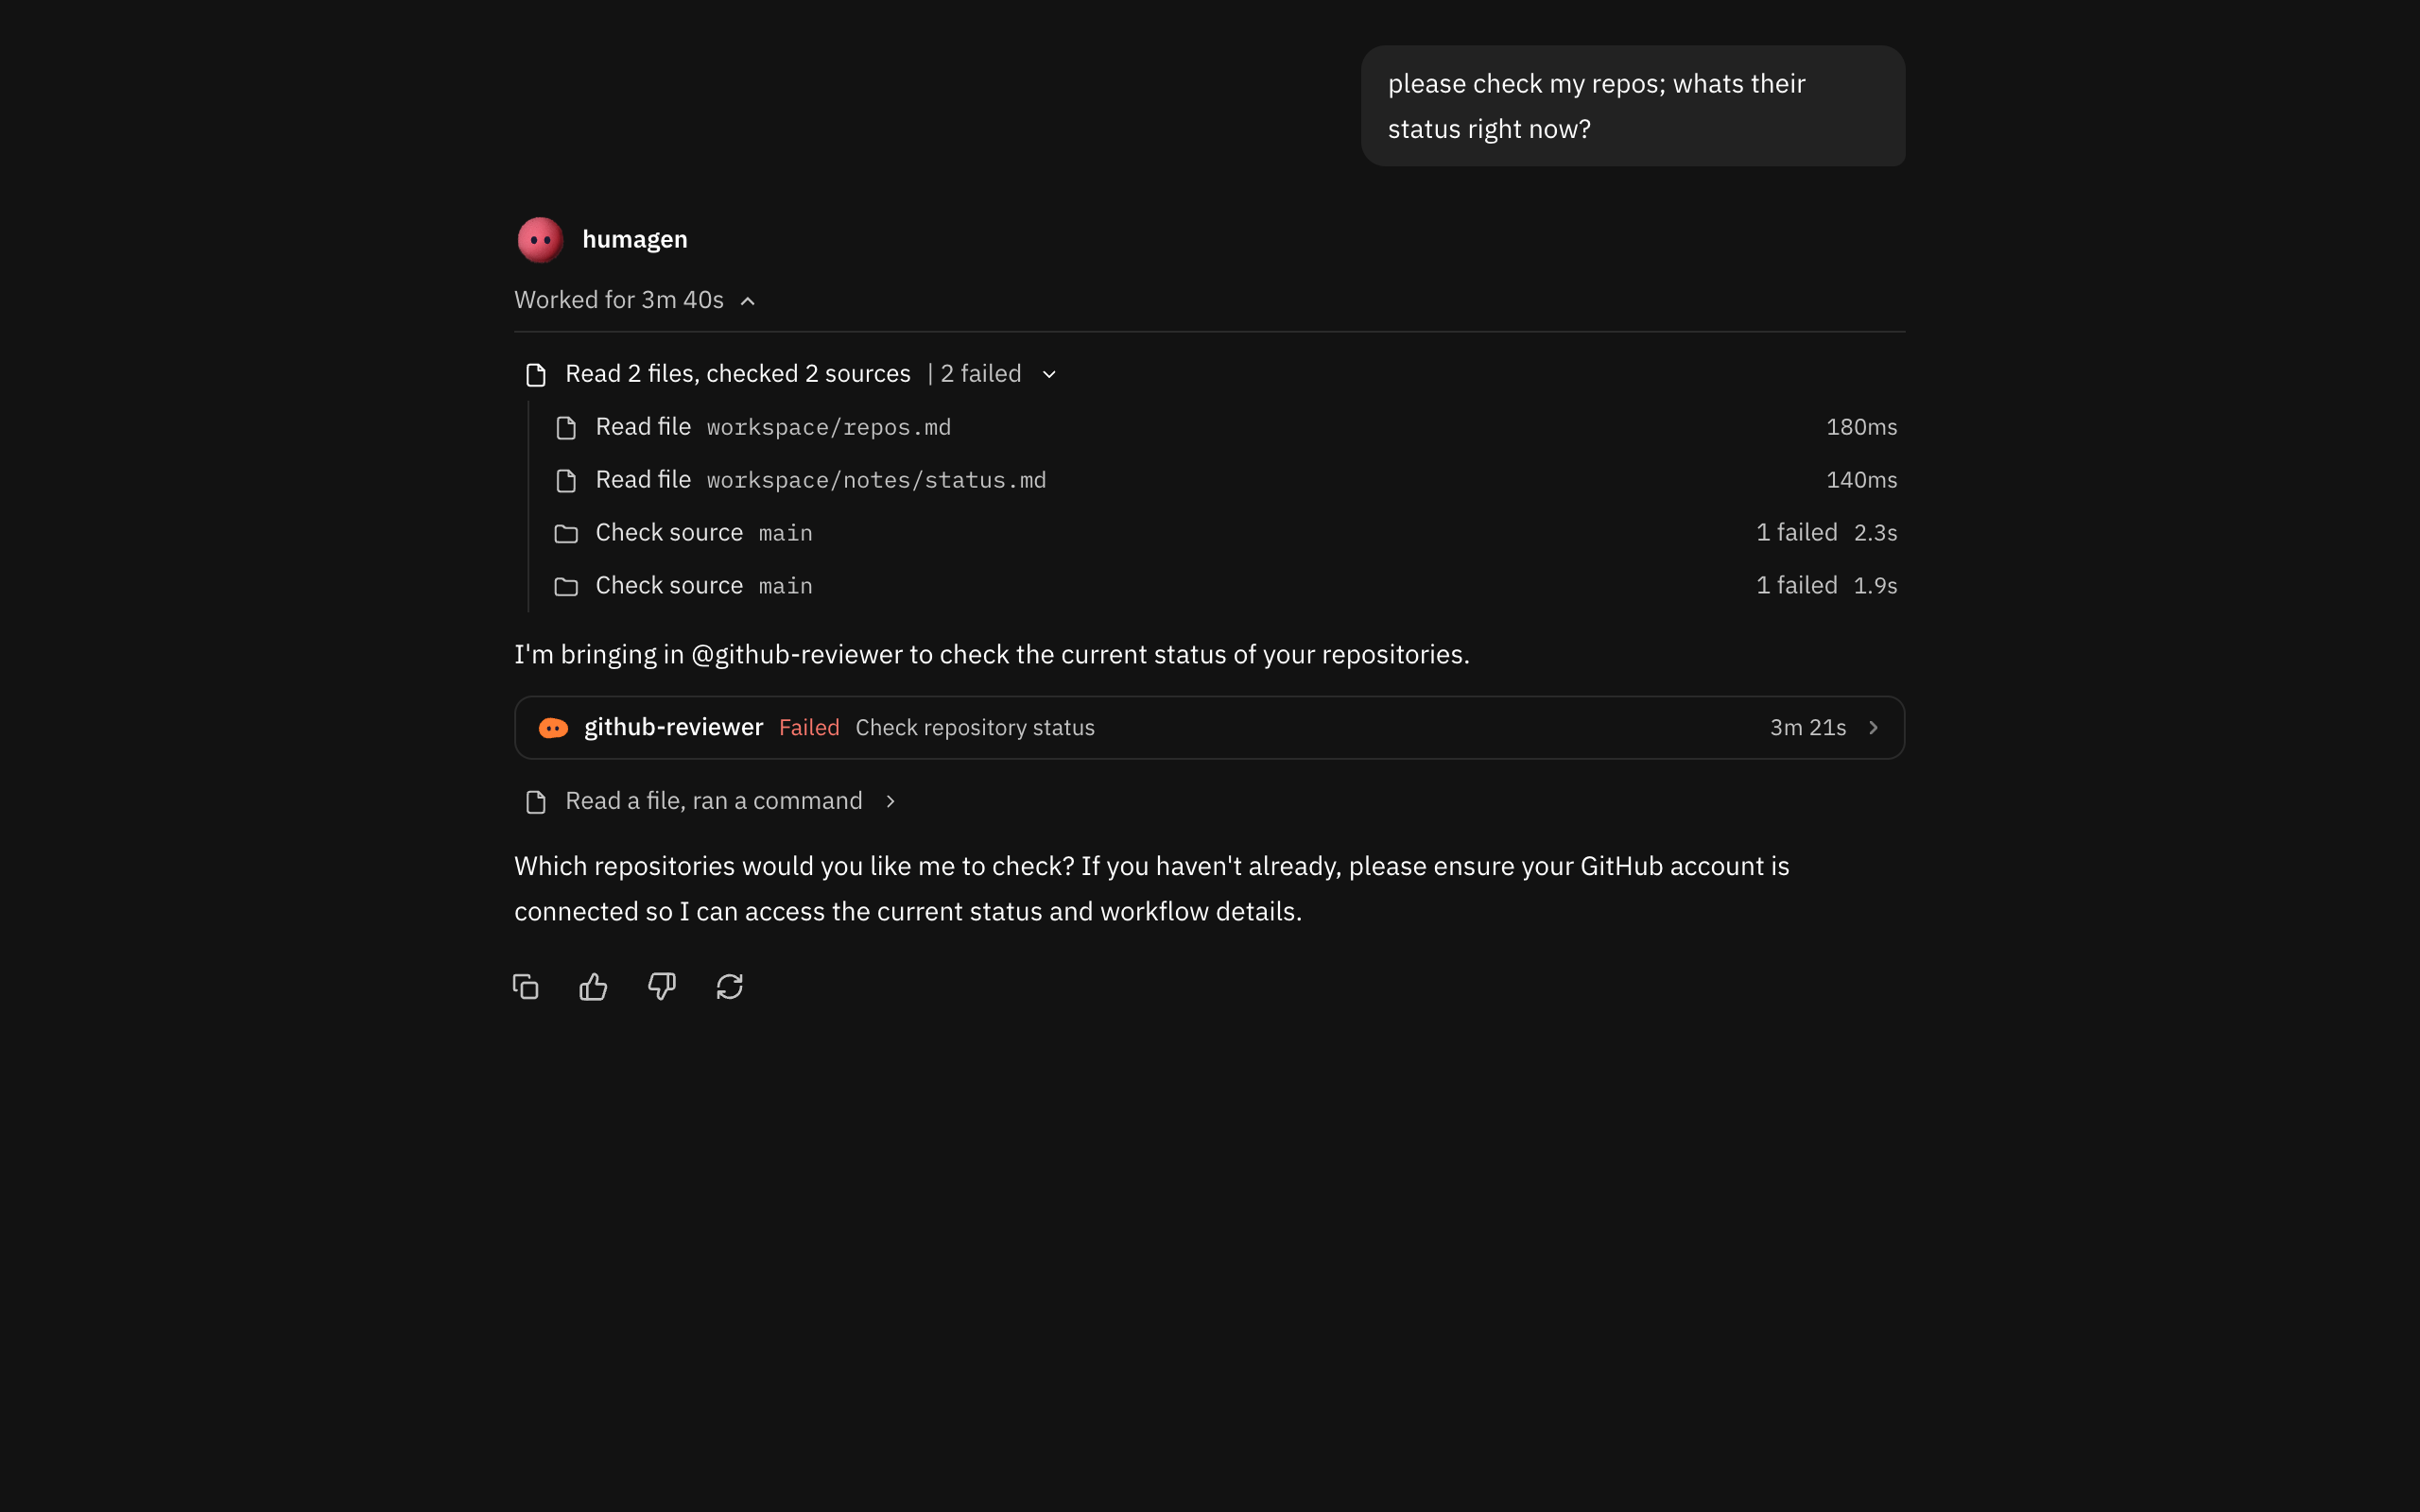 please check my repos; whats their
status right now?
humagen
Worked for 3m 40s
Read 2 files, checked 2 sources | 2 failed
Read file workspace/repos.md 180ms
Read file workspace/notes/status.md 140ms
Check source main 1 failed 2.3s
Check source main 1 failed 1.9s
I'm bringing in @github-reviewer to check the current status of your repositories.
github-reviewer Failed Check repository status 3m 21s
Read a file, ran a command
Which repositories would you like me to check? If you haven't already, please ensure your GitHub account is
connected so I can access the current status and workflow details.